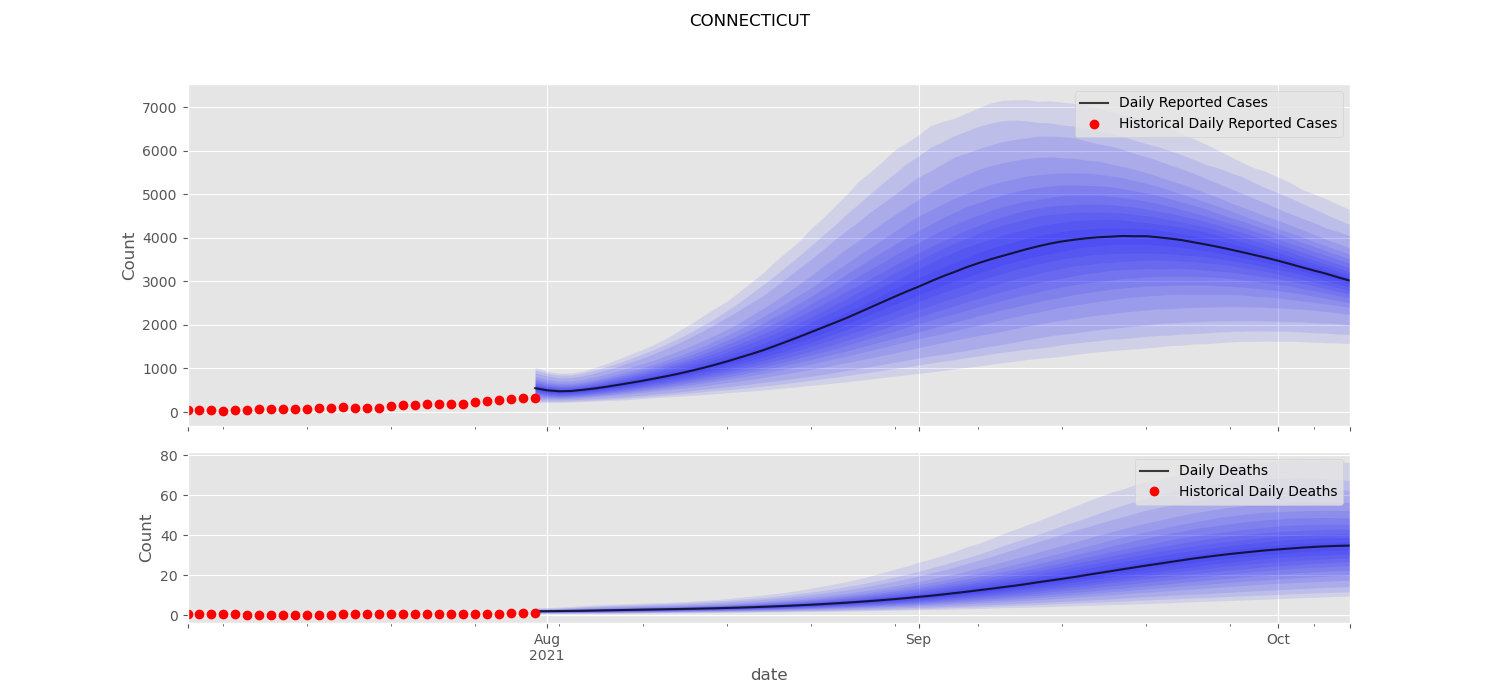 CONNECTICUT
7000
6000
5000
4000
3000
2000
1000
0
Count
Daily Reported Cases
Historical Daily Reported Cases
80
60
40
20
0
Count
Daily Deaths
Historical Daily Deaths
Aug
2021
Sep
Oct
date